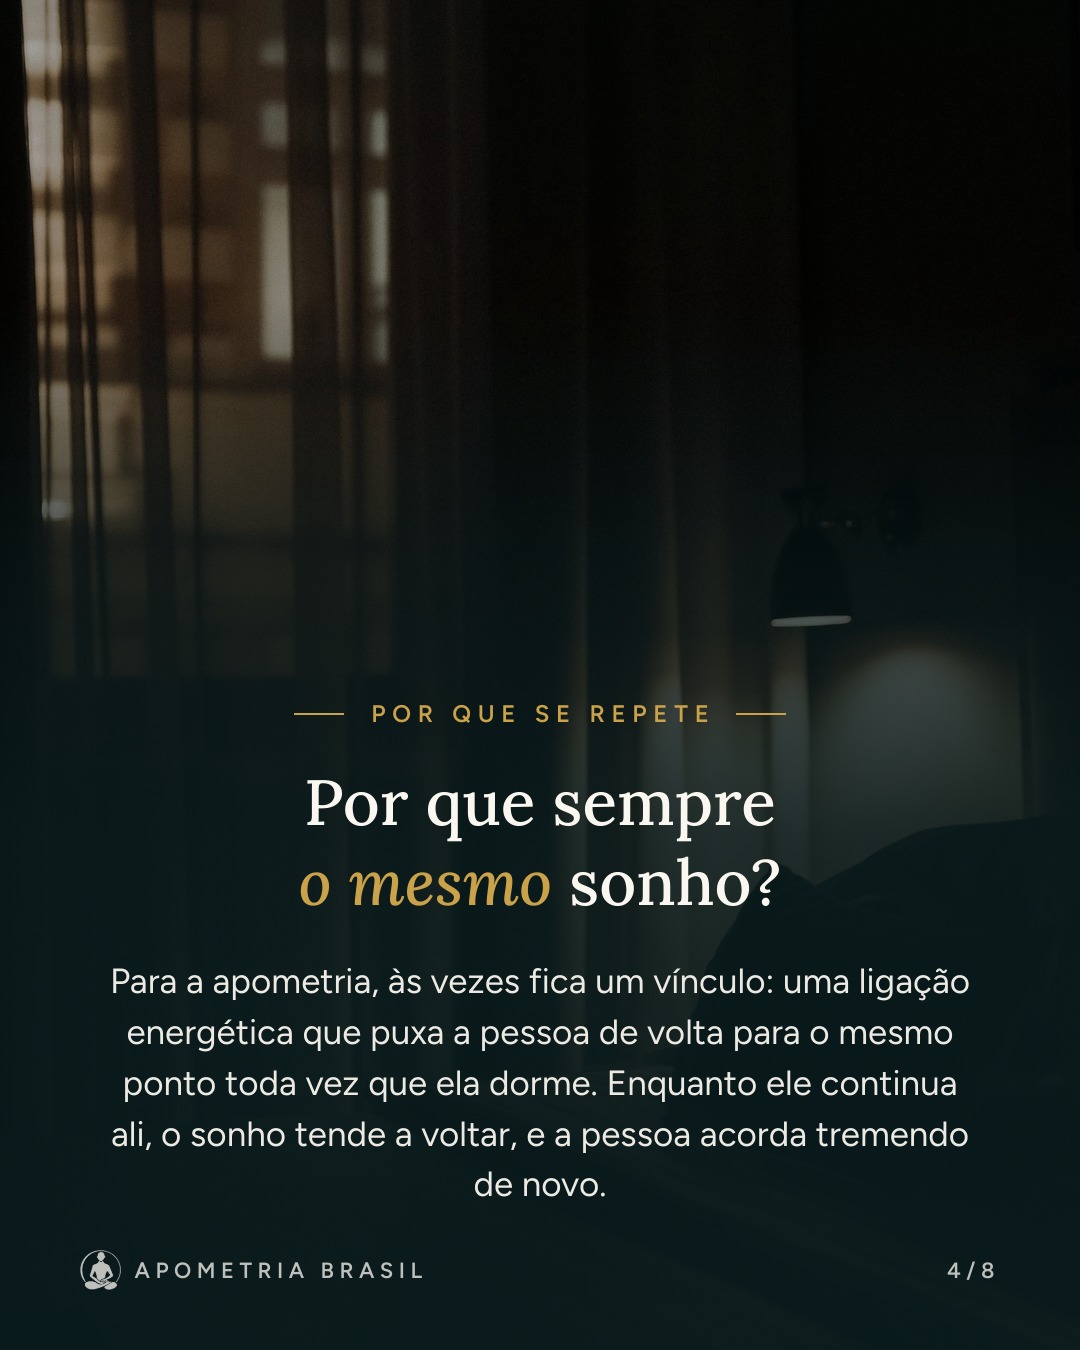 POR QUE SE REPETE
Por que sempre
o mesmo sonho?
Para a apometria, às vezes fica um vínculo: uma ligação
energética que puxa a pessoa de volta para o mesmo
ponto toda vez que ela dorme. Enquanto ele continua
ali, o sonho tende a voltar, e a pessoa acorda tremendo
de novo.
APOMETRIA BRASIL
4/8